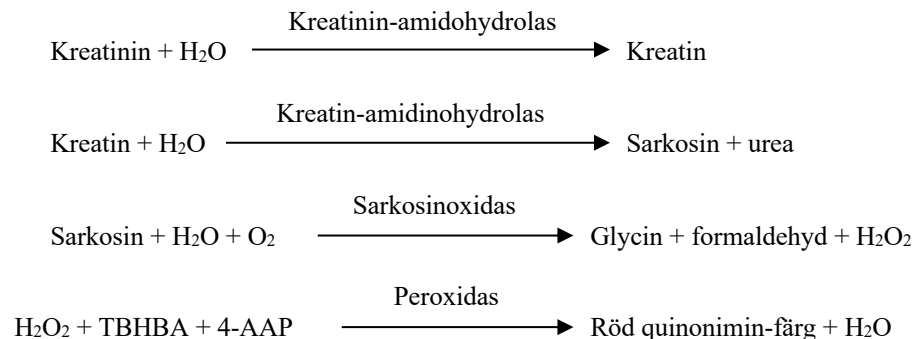 Kreatinin-amidohydrolas
Kreatinin + H₂O Kreatin
Kreatin-amidinohydrolas
Kreatin + H₂O Sarkosin + urea
Sarkosinoxidas
Sarkosin + H₂O + O₂ Glycin + formaldehyd + H₂O₂
Peroxidas
H₂O₂ + TBHBA + 4-AAP Röd quinonimin-färg + H₂O